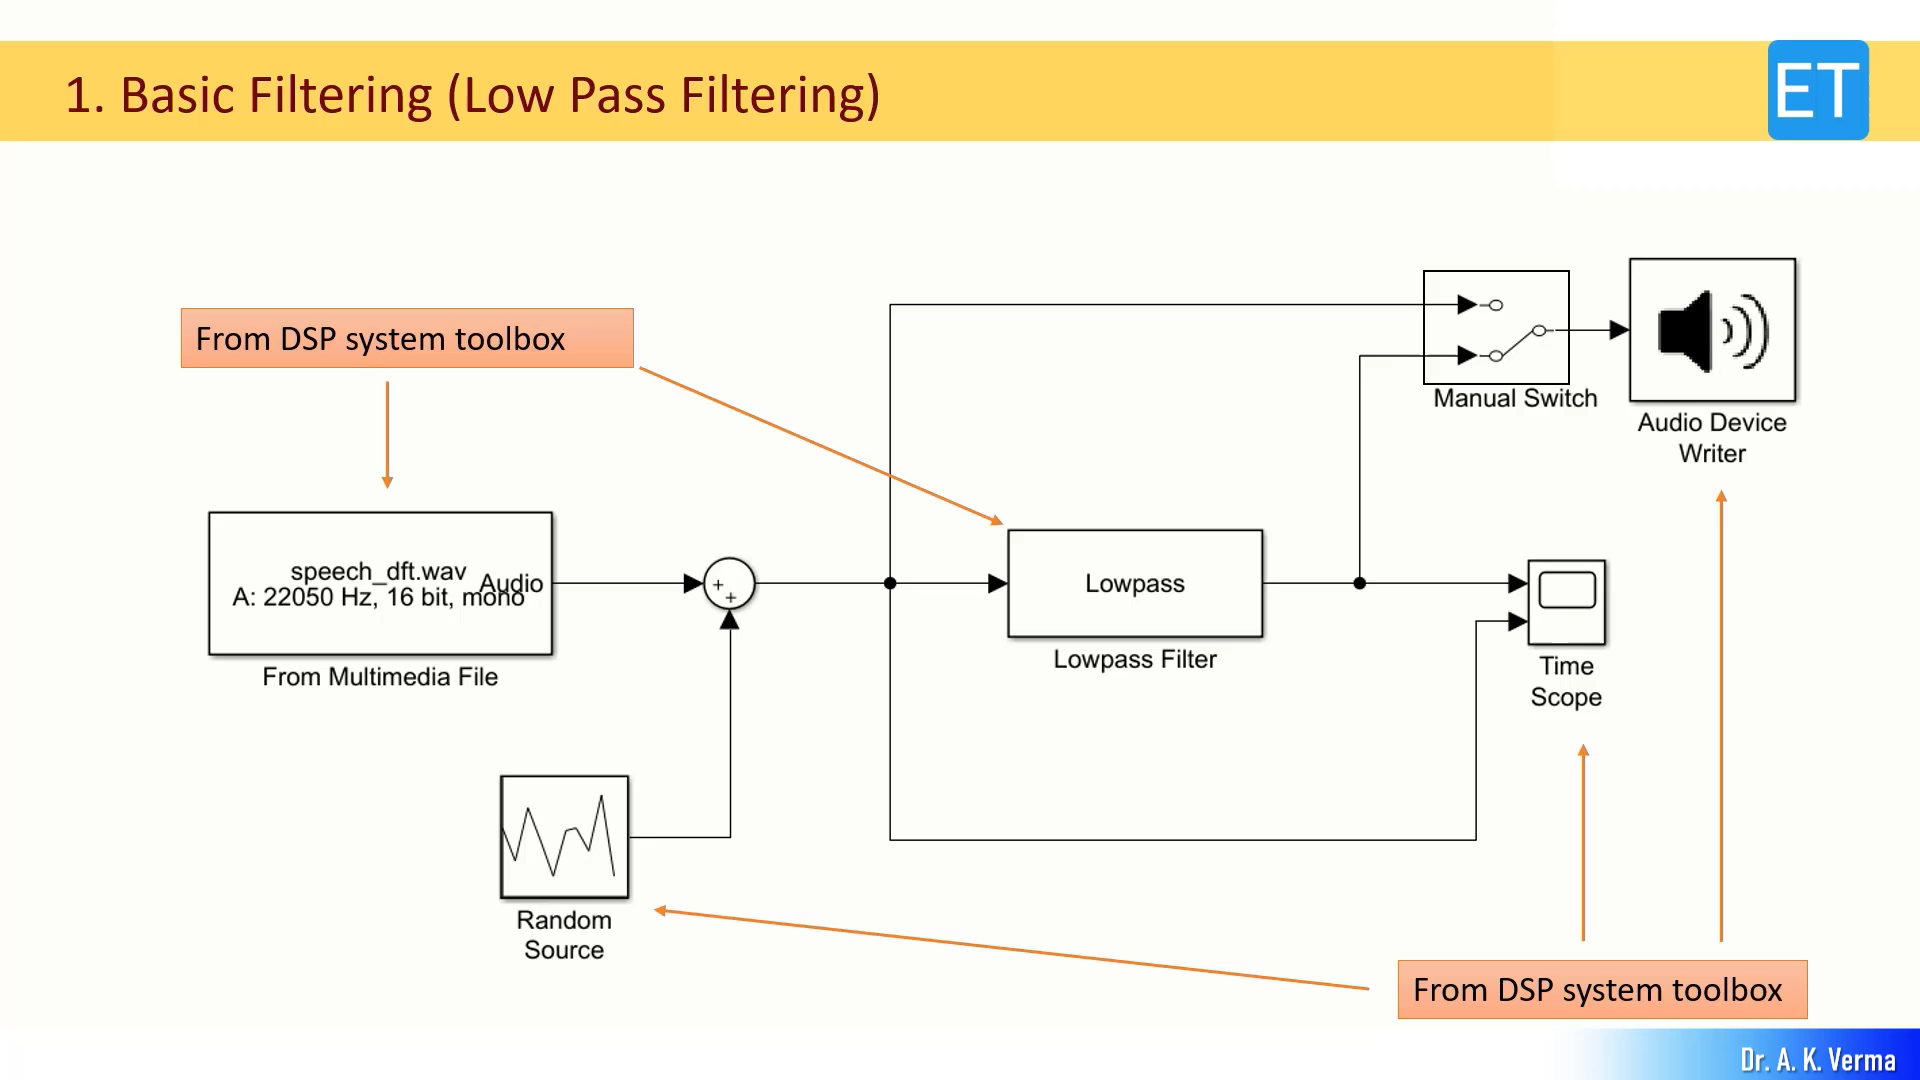 1. Basic Filtering (Low Pass Filtering)
ET
From DSP system toolbox
Manual Switch
Audio Device
Writer
speech_dft.wav
Audio
A: 22050 Hz, 16 bit, mono
From Multimedia File
+
+
Lowpass
Lowpass Filter
Time
Scope
Random
Source
From DSP system toolbox
Dr. A. K. Verma